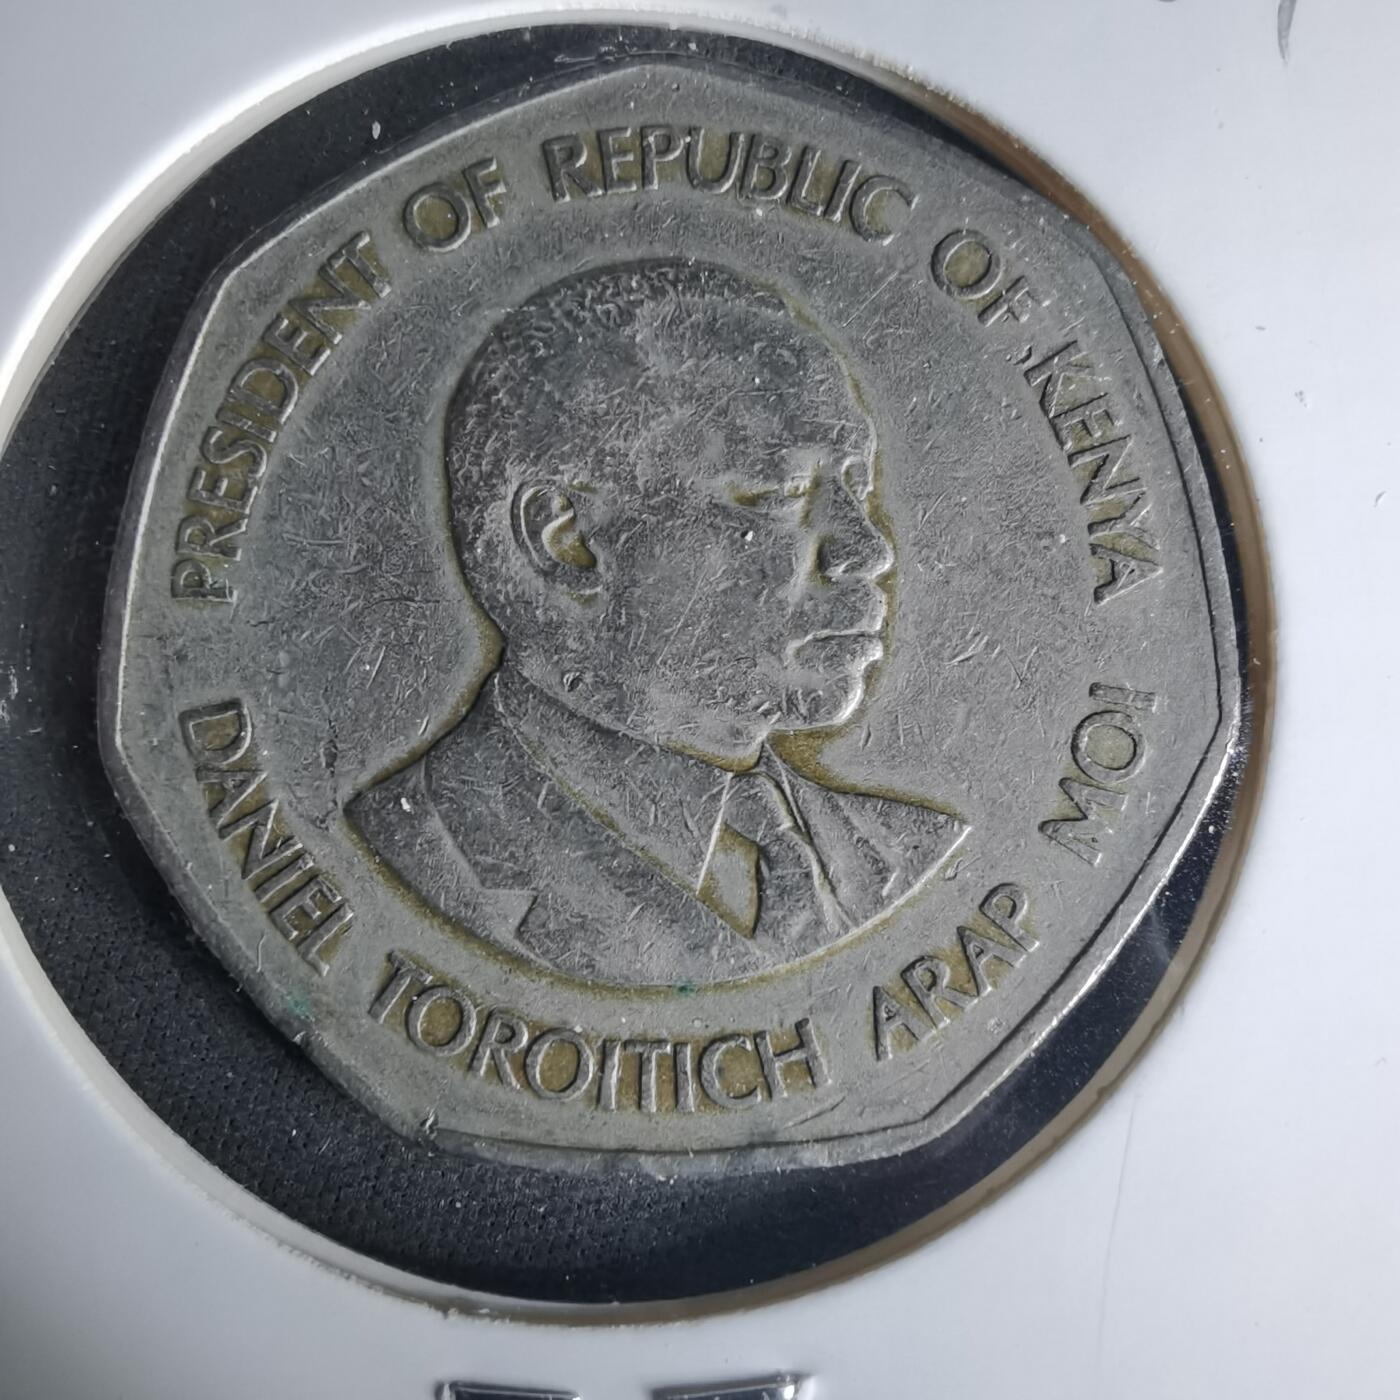 PRESIDENT OF REPUBLIC OF KENYA
DANIEL TOROITICH ARAP MOI